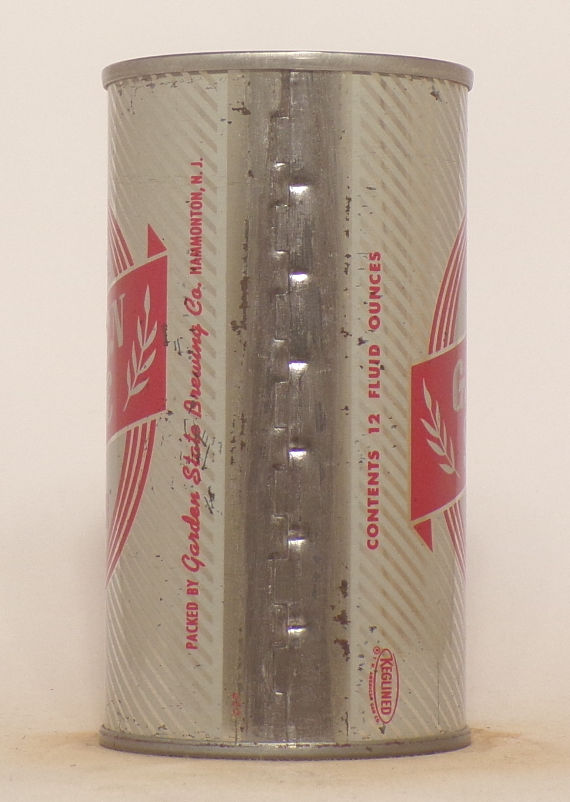 PACKED BY Garden State Brewing Co. HAMMONTON, N. J.
CONTENTS 12 FLUID OUNCES
KEGLINED